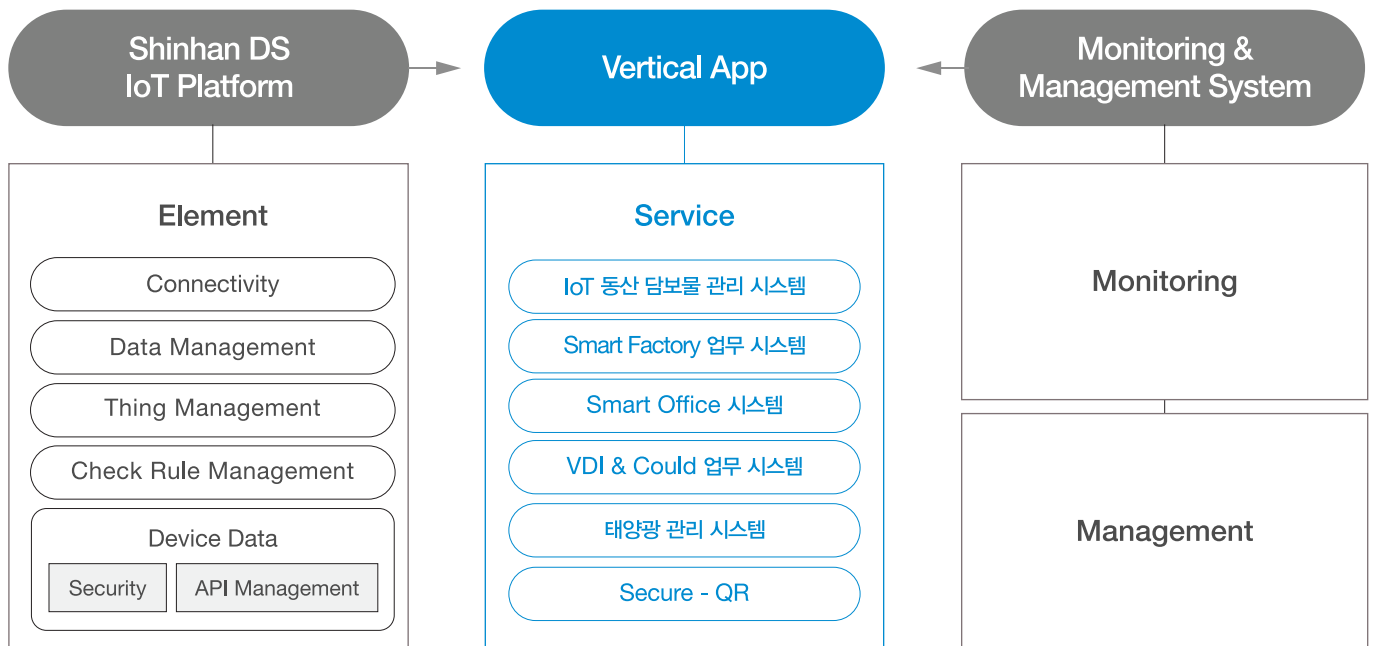 Shinhan DS
IoT Platform
Vertical App
Monitoring &
Management System
Element
Connectivity
Data Management
Thing Management
Check Rule Management
Device Data
Security
API Management
Service
IoT 동산 담보물 관리 시스템
Smart Factory 업무 시스템
Smart Office 시스템
VDI & Could 업무 시스템
태양광 관리 시스템
Secure - QR
Monitoring
Management